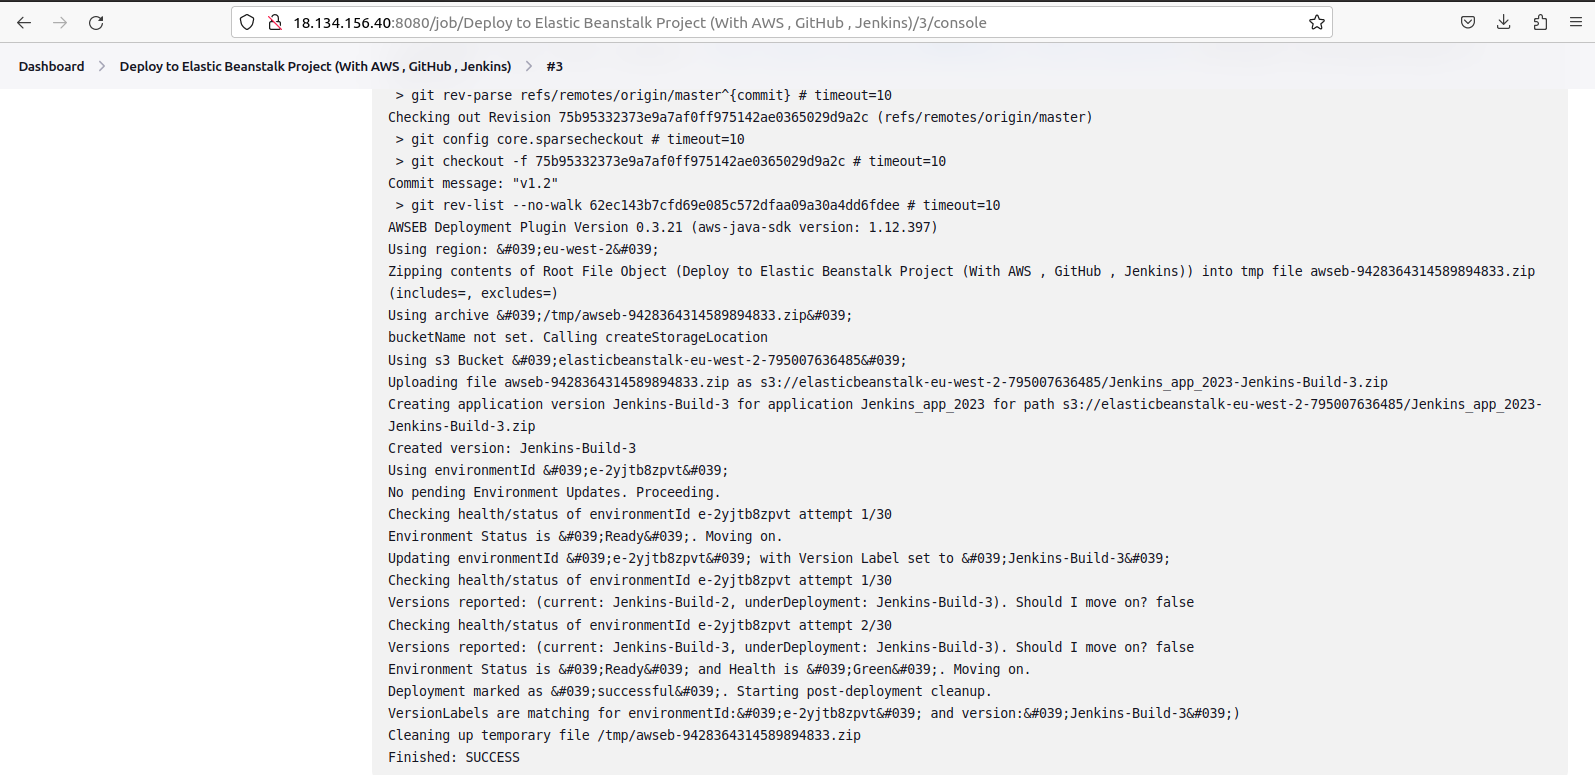 18.134.156.40:8080/job/Deploy to Elastic Beanstalk Project (With AWS , GitHub , Jenkins)/3/console
Dashboard > Deploy to Elastic Beanstalk Project (With AWS , GitHub , Jenkins) > #3
> git rev-parse refs/remotes/origin/master^{commit} # timeout=10
Checking out Revision 75b95332373e9a7af0ff975142ae0365029d9a2c (refs/remotes/origin/master)
> git config core.sparsecheckout # timeout=10
> git checkout -f 75b95332373e9a7af0ff975142ae0365029d9a2c # timeout=10
Commit message: "v1.2"
> git rev-list --no-walk 62ec143b7cfd69e085c572dfaa09a30a4dd6fdee # timeout=10
AWSEB Deployment Plugin Version 0.3.21 (aws-java-sdk version: 1.12.397)
Using region: &#039;eu-west-2&#039;
Zipping contents of Root File Object (Deploy to Elastic Beanstalk Project (With AWS , GitHub , Jenkins)) into tmp file awseb-9428364314589894833.zip
(includes=, excludes=)
Using archive &#039;/tmp/awseb-9428364314589894833.zip&#039;
bucketName not set. Calling createStorageLocation
Using s3 Bucket &#039;elasticbeanstalk-eu-west-2-795007636485&#039;
Uploading file awseb-9428364314589894833.zip as s3://elasticbeanstalk-eu-west-2-795007636485/Jenkins_app_2023-Jenkins-Build-3.zip
Creating application version Jenkins-Build-3 for application Jenkins_app_2023 for path s3://elasticbeanstalk-eu-west-2-795007636485/Jenkins_app_2023-
Jenkins-Build-3.zip
Created version: Jenkins-Build-3
Using environmentId &#039;e-2yjtb8zpvt&#039;
No pending Environment Updates. Proceeding.
Checking health/status of environmentId e-2yjtb8zpvt attempt 1/30
Environment Status is &#039;Ready&#039;. Moving on.
Updating environmentId &#039;e-2yjtb8zpvt&#039; with Version Label set to &#039;Jenkins-Build-3&#039;
Checking health/status of environmentId e-2yjtb8zpvt attempt 1/30
Versions reported: (current: Jenkins-Build-2, underDeployment: Jenkins-Build-3). Should I move on? false
Checking health/status of environmentId e-2yjtb8zpvt attempt 2/30
Versions reported: (current: Jenkins-Build-3, underDeployment: Jenkins-Build-3). Should I move on? false
Environment Status is &#039;Ready&#039; and Health is &#039;Green&#039;. Moving on.
Deployment marked as &#039;successful&#039;. Starting post-deployment cleanup.
VersionLabels are matching for environmentId:&#039;e-2yjtb8zpvt&#039; and version:&#039;Jenkins-Build-3&#039;)
Cleaning up temporary file /tmp/awseb-9428364314589894833.zip
Finished: SUCCESS